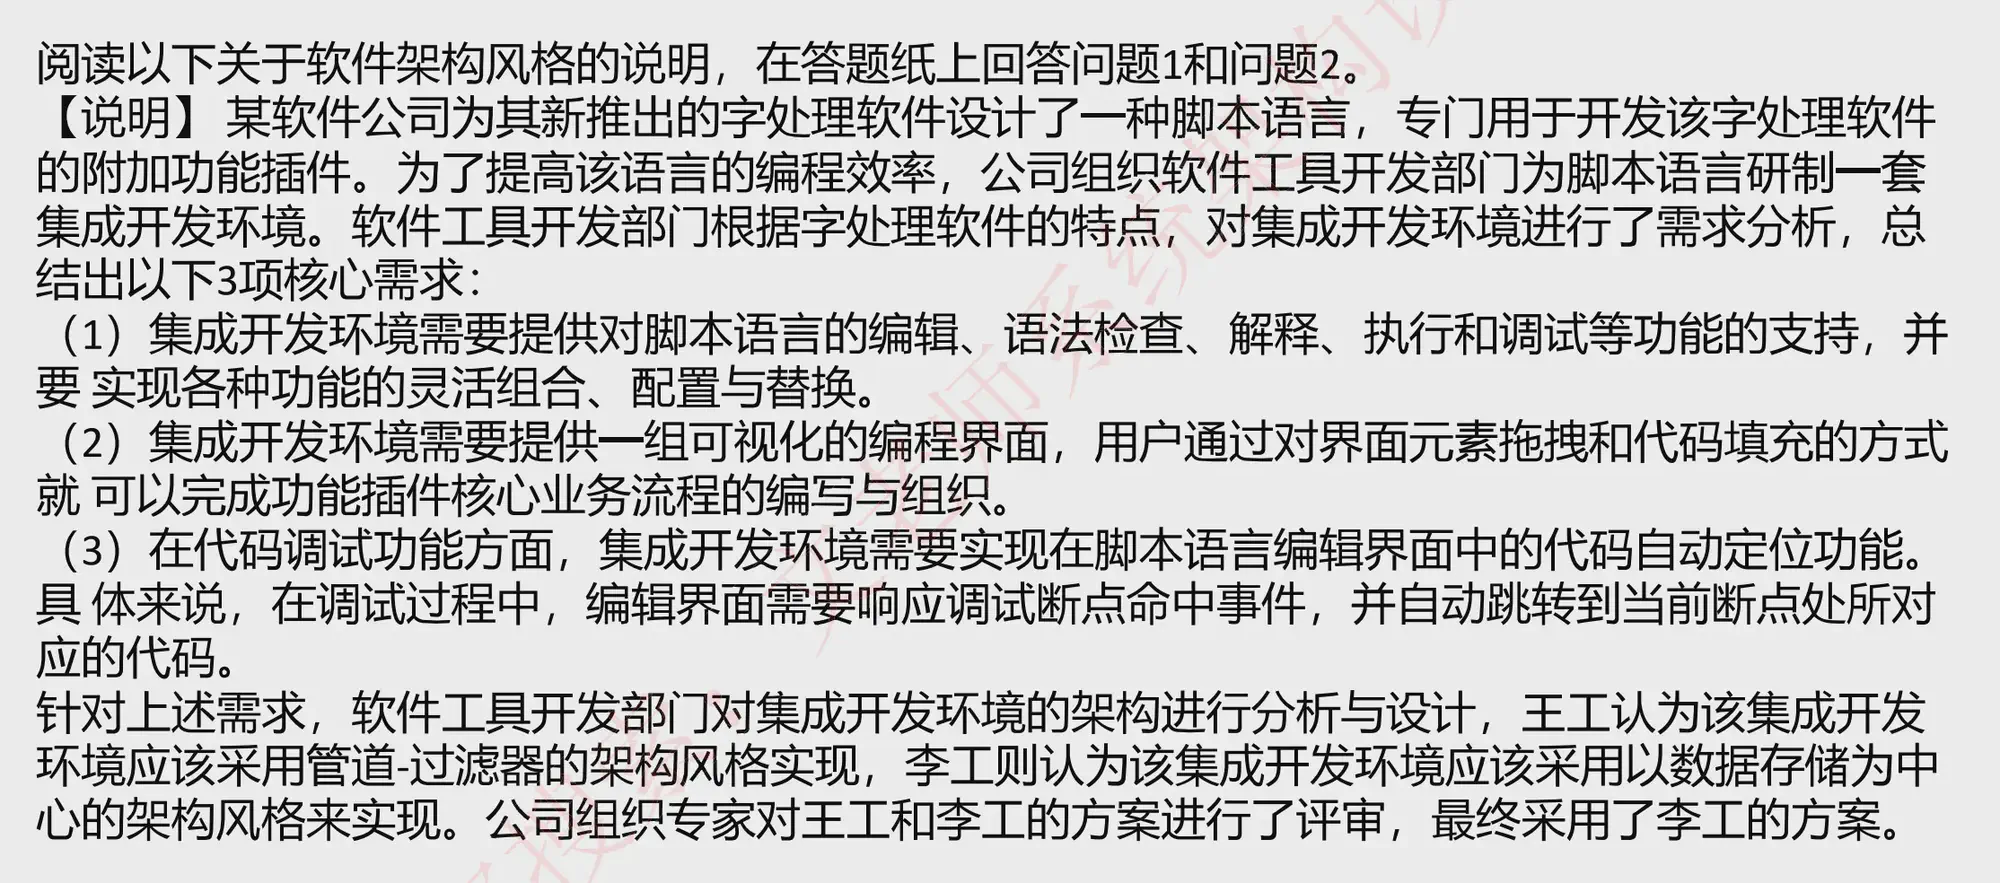 阅读以下关于软件架构风格的说明，在答题纸上回答问题1和问题2。
【说明】 某软件公司为其新推出的字处理软件设计了一种脚本语言，专门用于开发该字处理软件
的附加功能插件。为了提高该语言的编程效率，公司组织软件工具开发部门为脚本语言研制一套
集成开发环境。软件工具开发部门根据字处理软件的特点，对集成开发环境进行了需求分析，总
结出以下3项核心需求：
（1）集成开发环境需要提供对脚本语言的编辑、语法检查、解释、执行和调试等功能的支持，并
要 实现各种功能的灵活组合、配置与替换。
（2）集成开发环境需要提供一组可视化的编程界面，用户通过对界面元素拖拽和代码填充的方式
就 可以完成功能插件核心业务流程的编写与组织。
（3）在代码调试功能方面，集成开发环境需要实现在脚本语言编辑界面中的代码自动定位功能。
具 体来说，在调试过程中，编辑界面需要响应调试断点命中事件，并自动跳转到当前断点处所对
应的代码。
针对上述需求，软件工具开发部门对集成开发环境的架构进行分析与设计，王工认为该集成开发
环境应该采用管道-过滤器的架构风格实现，李工则认为该集成开发环境应该采用以数据存储为中
心的架构风格来实现。公司组织专家对王工和李工的方案进行了评审，最终采用了李工的方案。
文老师系统架构设
搜索：